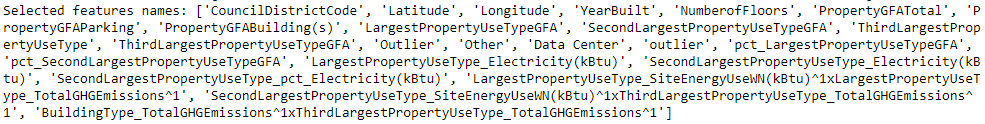 Selected features names: ['CouncilDistrictCode', 'Latitude', 'Longitude', 'YearBuilt', 'NumberofFloors', 'PropertyGFATotal', 'P
ropertyGFAParking', 'PropertyGFABuilding(s)', 'LargestPropertyUseTypeGFA', 'SecondLargestPropertyUseTypeGFA', 'ThirdLargestProp
ertyUseType', 'ThirdLargestPropertyUseTypeGFA', 'Outlier', 'Other', 'Data Center', 'outlier', 'pct_LargestPropertyUseTypeGFA',
'pct_SecondLargestPropertyUseTypeGFA', 'LargestPropertyUseType_Electricity(kBtu)', 'SecondLargestPropertyUseType_Electricity(kB
tu)', 'SecondLargestPropertyUseType_pct_Electricity(kBtu)', 'LargestPropertyUseType_SiteEnergyUseWN(kBtu)^1xLargestPropertyUseT
ype_TotalGHGEmissions^1', 'SecondLargestPropertyUseType_SiteEnergyUseWN(kBtu)^1xThirdLargestPropertyUseType_TotalGHGEmissions^
1', 'BuildingType_TotalGHGEmissions^1xThirdLargestPropertyUseType_TotalGHGEmissions^1']